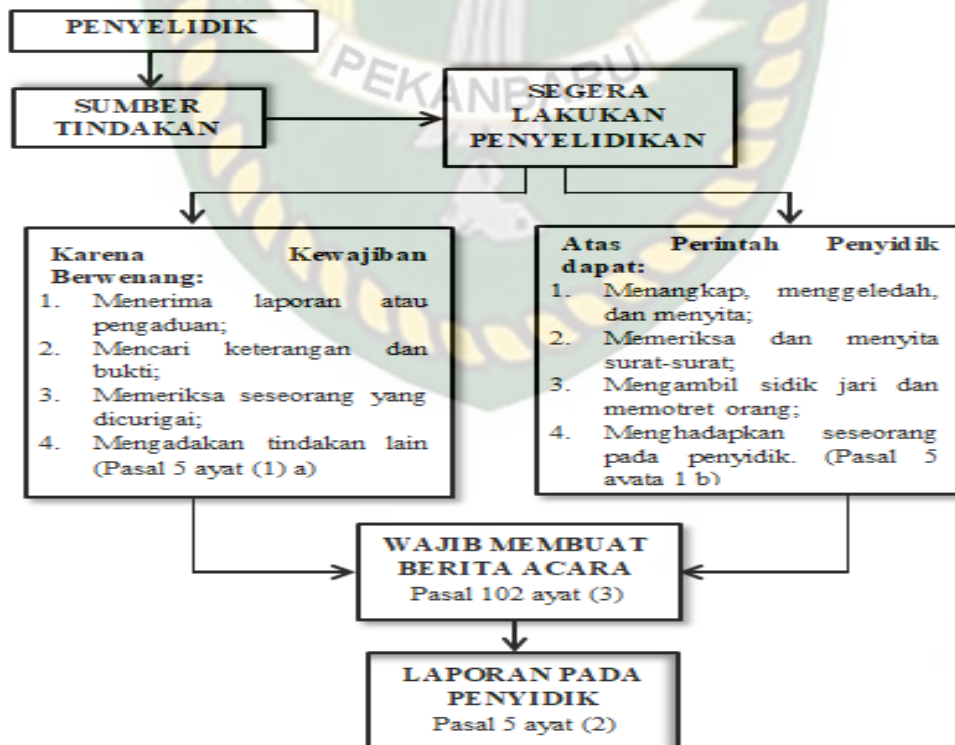 PENYELIDIK
PEKANBARU
SUMBER
TINDAKAN
SEGERA
LAKUKAN
PENYELIDIKAN
Karena Kewajiban
Berwenang:
1. Menerima laporan atau
pengaduan;
2. Mencari keterangan dan
bukti;
3. Memeriksa seseorang yang
dicurigai;
4. Mengadakan tindakan lain
(Pasal 5 ayat (1) a)
Atas Perintah Penyidik
dapat:
1. Menangkap, menggeledah,
dan menyita;
2. Memeriksa dan menyita
surat-surat;
3. Mengambil sidik jari dan
memotret orang;
4. Menghadapkan seseorang
pada penyidik. (Pasal 5
ayata 1 b)
WAJIB MEMBUAT
BERITA ACARA
Pasal 102 ayat (3)
LAPORAN PADA
PENYIDIK
Pasal 5 ayat (2)